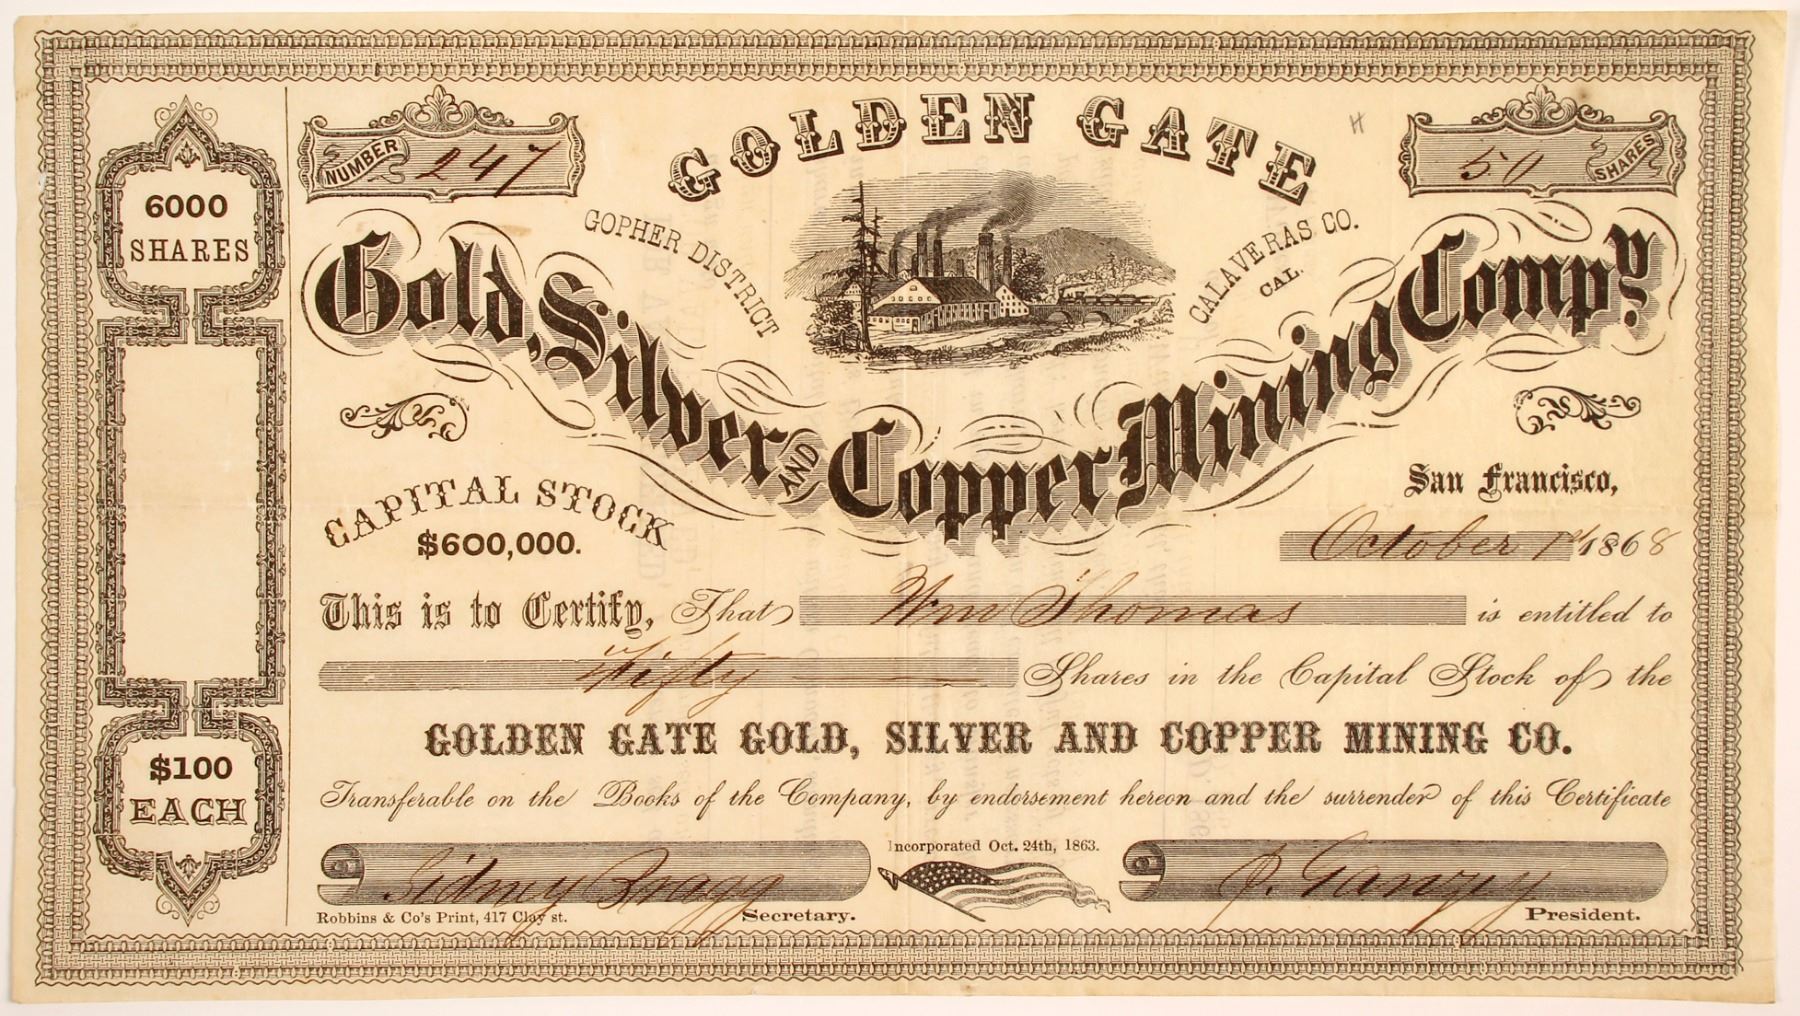 6000
SHARES
$100
EACH
NUMBER 247
50 SHARES
H
GOLDEN GATE
GOPHER DISTRICT
CALAVERAS CO.
CAL.
Gold, Silver AND Copper Mining Compy.
CAPITAL STOCK
$600,000.
San Francisco,
October 1st 1868
This is to Certify, That Wm Thomas is entitled to
Fifty Shares in the Capital Stock of the
GOLDEN GATE GOLD, SILVER AND COPPER MINING CO.
Transferable on the Books of the Company, by endorsement hereon and the surrender of this Certificate
Incorporated Oct. 24th, 1863.
Sidney Bragg
Secretary.
President.
Robbins & Co's Print, 417 Clay st.